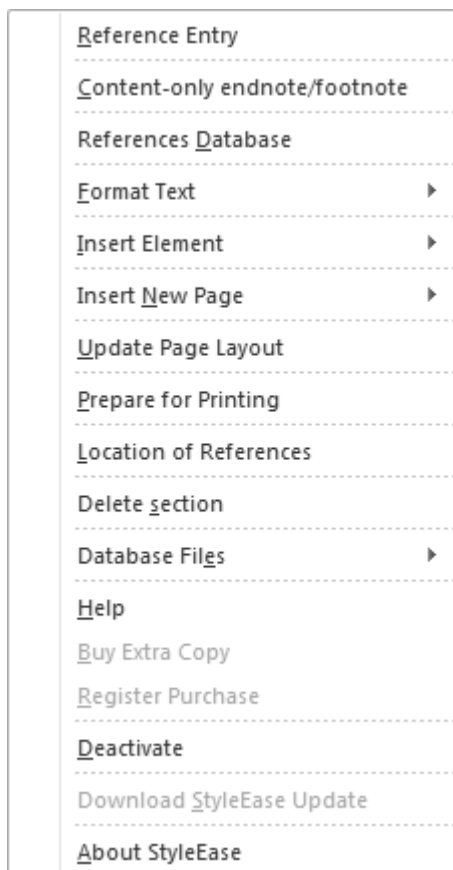 Reference Entry
Content-only endnote/footnote
References Database
Format Text
Insert Element
Insert New Page
Update Page Layout
Prepare for Printing
Location of References
Delete section
Database Files
Help
Buy Extra Copy
Register Purchase
Deactivate
Download StyleEase Update
About StyleEase